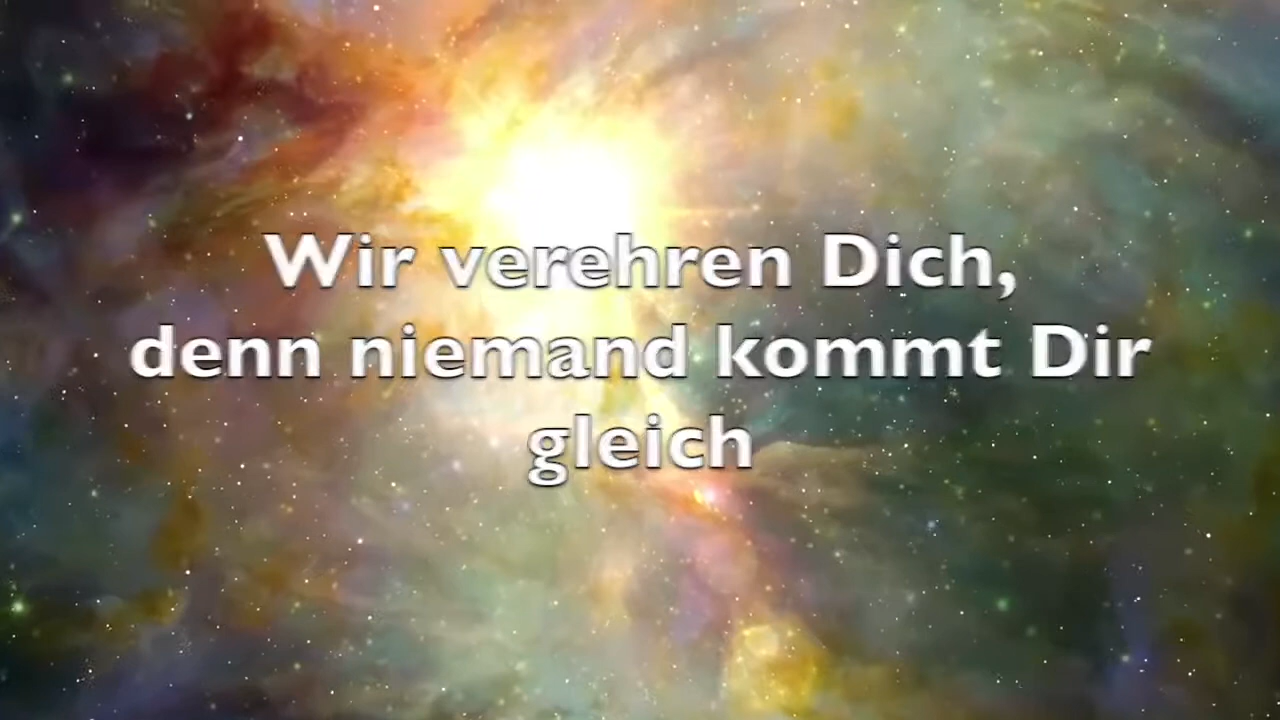 Wir verehren Dich,
denn niemand kommt Dir
gleich